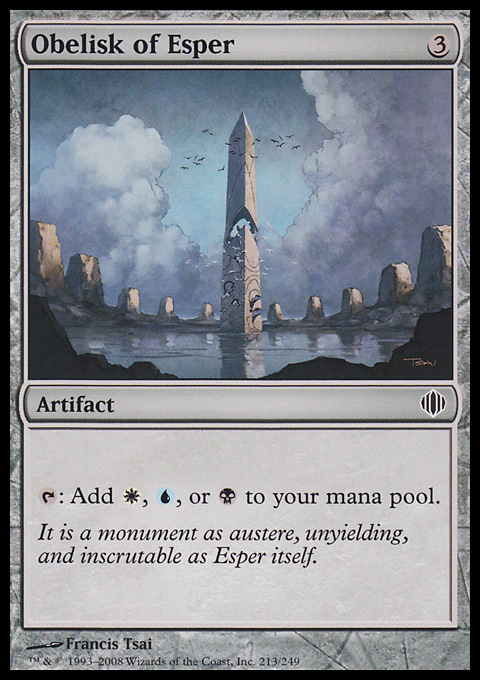 Obelisk of Esper 3
TSAI
Artifact
: Add , , or to your mana pool.
It is a monument as austere, unyielding,
and inscrutable as Esper itself.
Francis Tsai
™ & © 1993–2008 Wizards of the Coast, Inc. 213/249